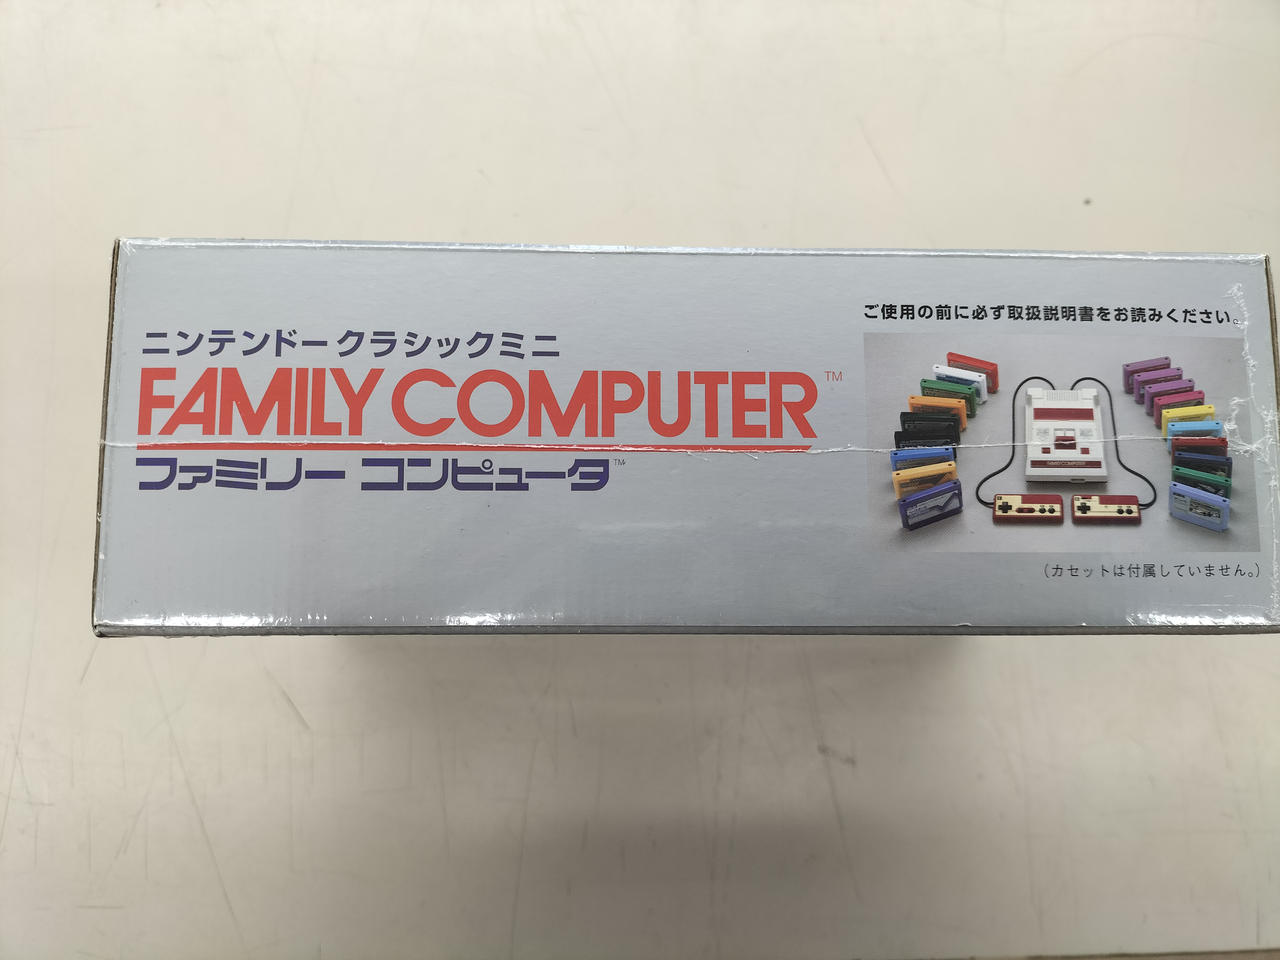 ニンテンドークラシックミニ
FAMILY COMPUTER™
ファミリー コンピュータ™
ご使用の前に必ず取扱説明書をお読みください。
FAMILY COMPUTER
(カセットは付属していません。)